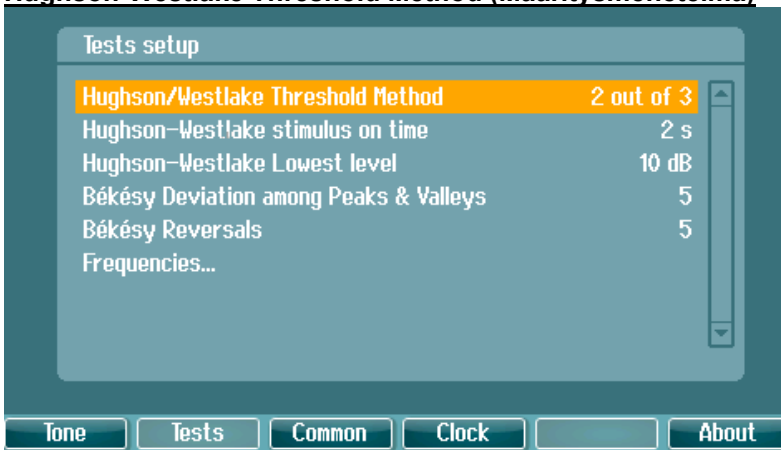 Tests setup
Hughson/Westlake Threshold Method 2 out of 3
Hughson-Westlake stimulus on time 2 s
Hughson-Westlake Lowest level 10 dB
Békésy Deviation among Peaks & Valleys 5
Békésy Reversals 5
Frequencies...
Tone Tests Common Clock About